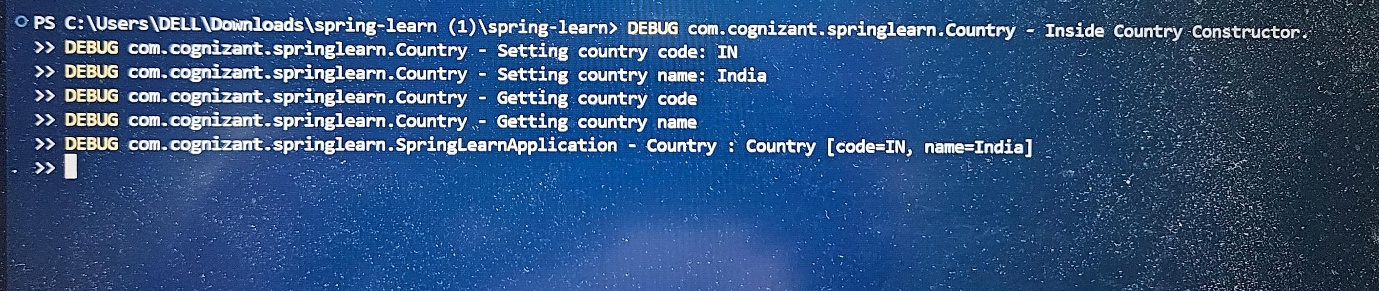 PS C:\Users\DELL\Downloads\spring-learn (1)\spring-learn> DEBUG com.cognizant.springlearn.Country - Inside Country Constructor.
>> DEBUG com.cognizant.springlearn.Country - Setting country code: IN
>> DEBUG com.cognizant.springlearn.Country - Setting country name: India
>> DEBUG com.cognizant.springlearn.Country - Getting country code
>> DEBUG com.cognizant.springlearn.Country - Getting country name
>> DEBUG com.cognizant.springlearn.SpringLearnApplication - Country : Country [code=IN, name=India]
>>